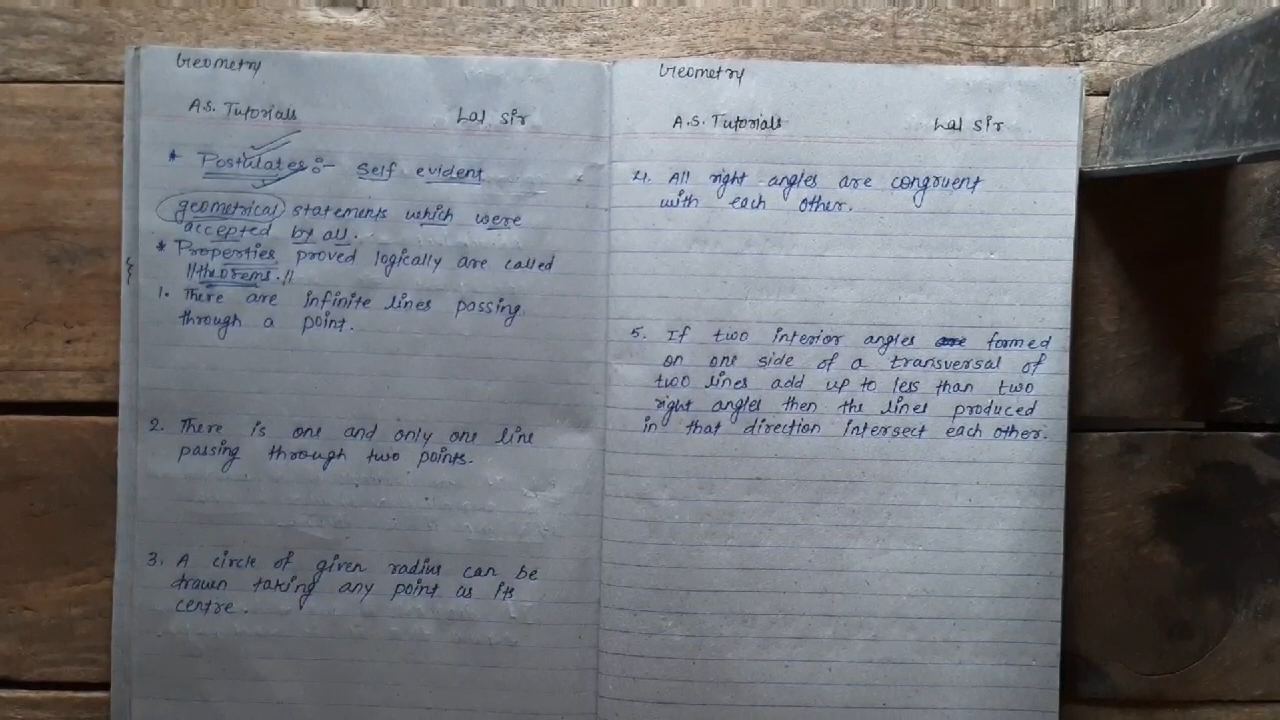 Geometry
A.S. Tutorials Lal Sir
* Postulates :- Self evident
geometrical statements which were
accepted by all.
* Properties proved logically are called
//theorems.//
1. There are infinite lines passing
through a point.
2. There is one and only one line
passing through two points.
3. A circle of given radius can be
drawn taking any point as its
centre.
Geometry
A.S. Tutorials Lal Sir
4. All right angles are congruent
with each other.
5. If two interior angles are formed
on one side of a transversal of
two lines add up to less than two
right angles then the lines produced
in that direction intersect each other.